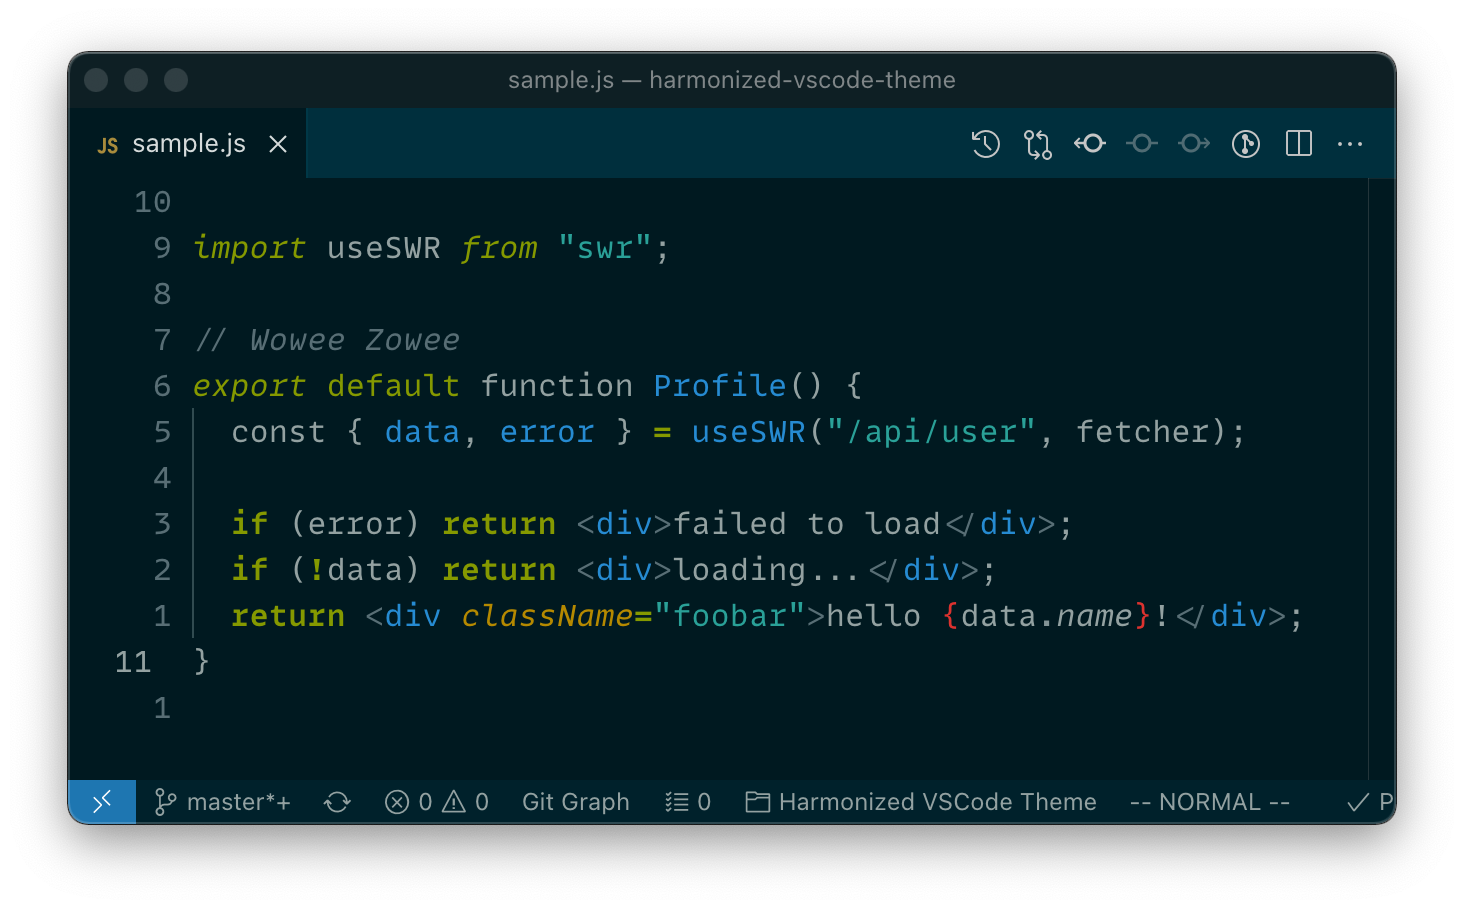 sample.js — harmonized-vscode-theme
JS sample.js
10
9 import useSWR from "swr";
8
7 // Wowee Zowee
6 export default function Profile() {
5   const { data, error } = useSWR("/api/user", fetcher);
4
3   if (error) return <div>failed to load</div>;
2   if (!data) return <div>loading...</div>;
1   return <div className="foobar">hello {data.name}!</div>;
11 }
1
master*+ 0 0 Git Graph 0 Harmonized VSCode Theme -- NORMAL -- P